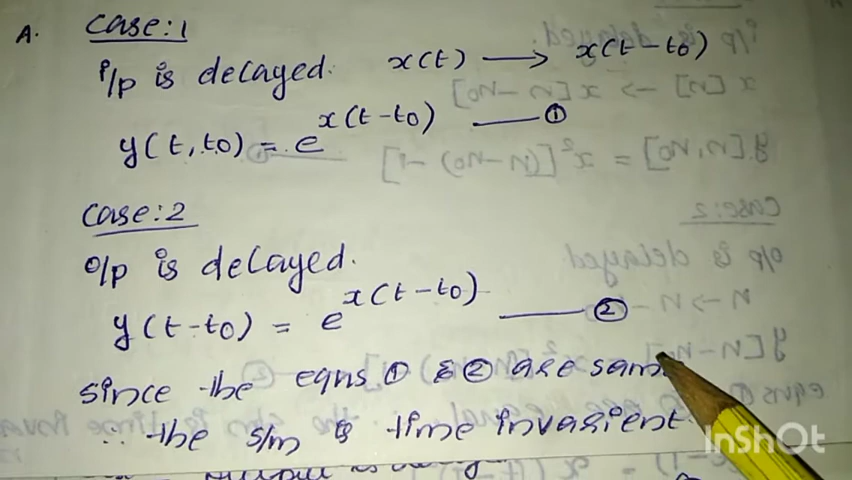 A. Case:1
i/p is delayed. x(t) → x(t-t0)
y(t,t0) = e^x(t-t0) — ①
Case:2
o/p is delayed.
y(t-t0) = e^x(t-t0) — ②
since the eqns ① & ② are sam
∴ the s/m is time invarient
InShOt